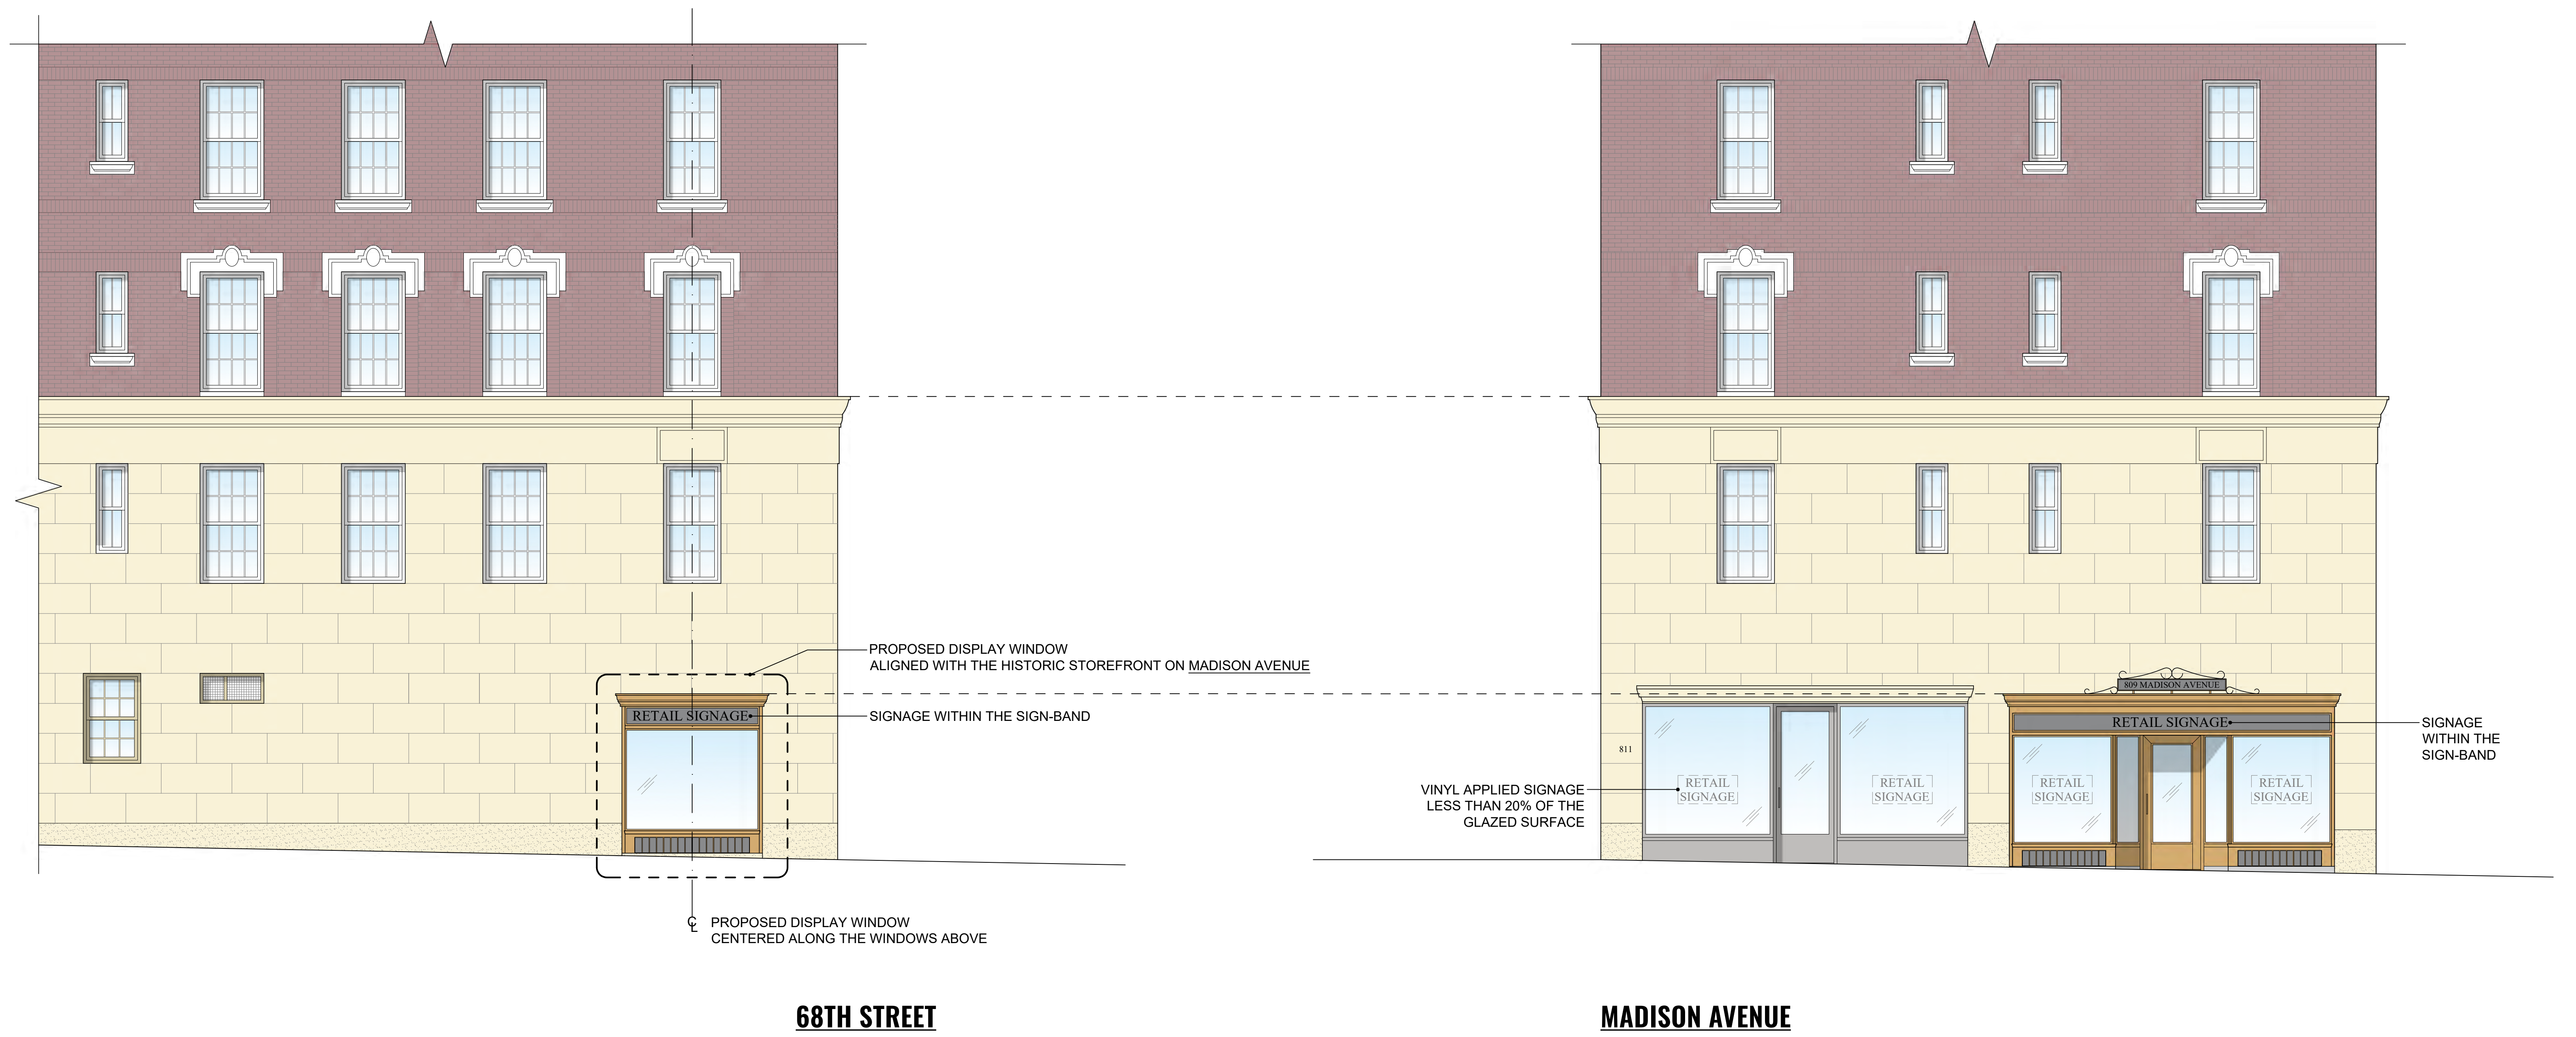 PROPOSED DISPLAY WINDOW
ALIGNED WITH THE HISTORIC STOREFRONT ON MADISON AVENUE
RETAIL SIGNAGE
SIGNAGE WITHIN THE SIGN-BAND
℄ PROPOSED DISPLAY WINDOW
CENTERED ALONG THE WINDOWS ABOVE
68TH STREET
809 MADISON AVENUE
RETAIL SIGNAGE
SIGNAGE
WITHIN THE
SIGN-BAND
811
VINYL APPLIED SIGNAGE
LESS THAN 20% OF THE
GLAZED SURFACE
RETAIL
SIGNAGE
RETAIL
SIGNAGE
RETAIL
SIGNAGE
RETAIL
SIGNAGE
MADISON AVENUE